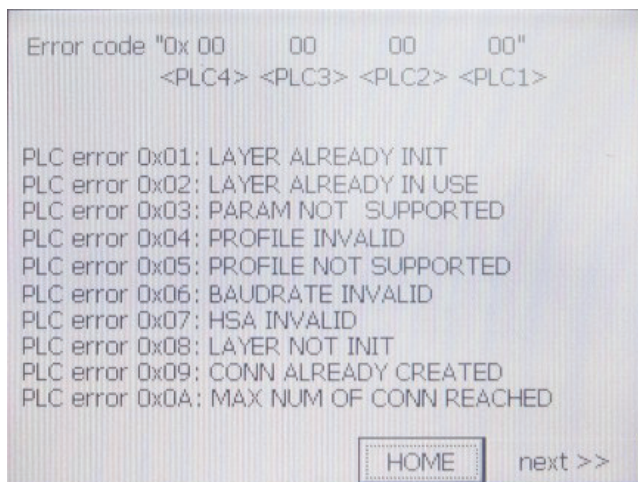 Error code "0x 00 00 00 00"
<PLC4> <PLC3> <PLC2> <PLC1>
PLC error 0x01: LAYER ALREADY INIT
PLC error 0x02: LAYER ALREADY IN USE
PLC error 0x03: PARAM NOT SUPPORTED
PLC error 0x04: PROFILE INVALID
PLC error 0x05: PROFILE NOT SUPPORTED
PLC error 0x06: BAUDRATE INVALID
PLC error 0x07: HSA INVALID
PLC error 0x08: LAYER NOT INIT
PLC error 0x09: CONN ALREADY CREATED
PLC error 0x0A: MAX NUM OF CONN REACHED
HOME next >>